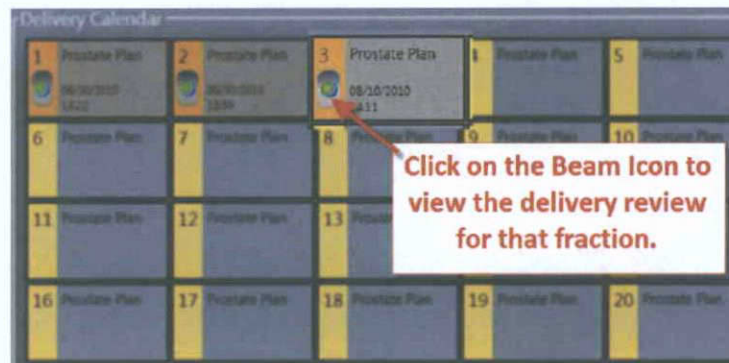 Delivery Calendar
1 Prostate Plan
2 Prostate Plan
3 Prostate Plan
4 Prostate Plan
5 Prostate Plan
08/10/2010
6 Prostate Plan
7 Prostate Plan
8 Prostate Plan
9
10 Prostate Plan
Click on the Beam Icon to
view the delivery review
for that fraction.
11 Prostate Plan
12 Prostate Plan
13
16 Prostate Plan
17 Prostate Plan
18 Prostate Plan
19 Prostate Plan
20 Prostate Plan